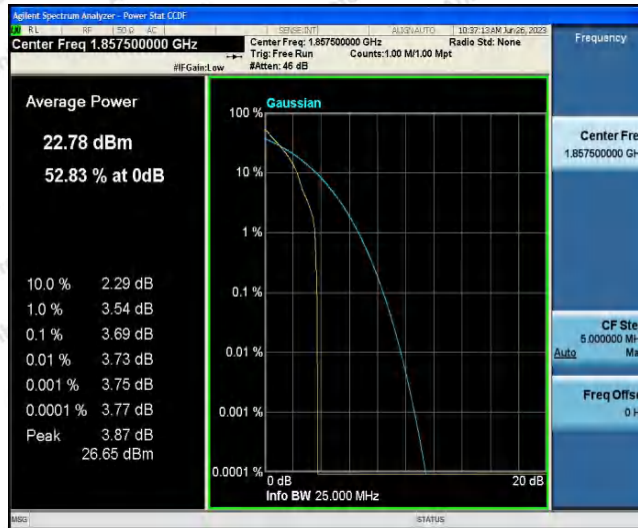 Agilent Spectrum Analyzer - Power Stat CCDF
RL RF 50 Ω AC SENSE:INT ALIGNAUTO 10:37:13 AM Jun 26, 2023
Center Freq 1.857500000 GHz
Center Freq: 1.857500000 GHz Radio Std: None
Trig: Free Run Counts:1.00 M/1.00 Mpt
#IFGain:Low #Atten: 46 dB
Frequency
Average Power
22.78 dBm
52.83 % at 0dB
10.0 % 2.29 dB
1.0 % 3.54 dB
0.1 % 3.69 dB
0.01 % 3.73 dB
0.001 % 3.75 dB
0.0001 % 3.77 dB
Peak 3.87 dB
26.65 dBm
Gaussian
100 %
10 %
1 %
0.1 %
0.01 %
0.001 %
0.0001 %
0 dB 20 dB
Info BW 25.000 MHz
Center Fre
1.857500000 GH
CF Ste
5.000000 MH
Auto Ma
Freq Offse
0 H
MSG STATUS